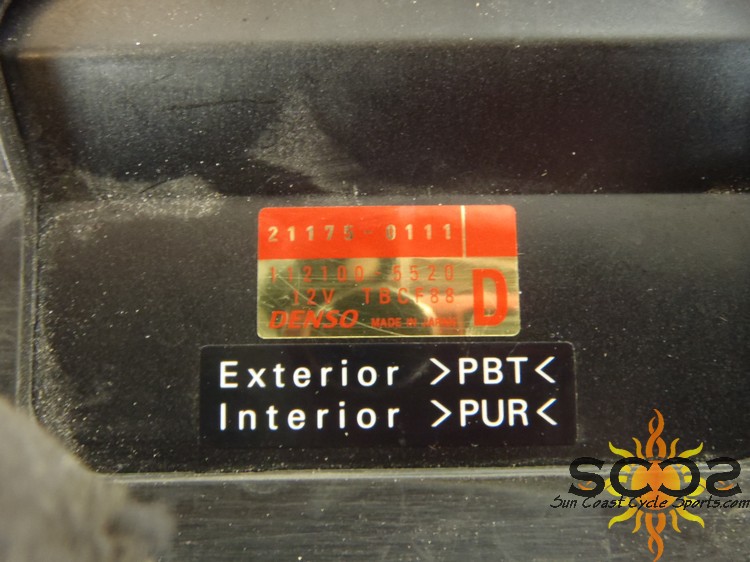 21175-0111
112100-5520
12V TBCF88
D
DENSO MADE IN JAPAN
Exterior >PBT<
Interior >PUR<
SCCS
Sun Coast Cycle Sports.com